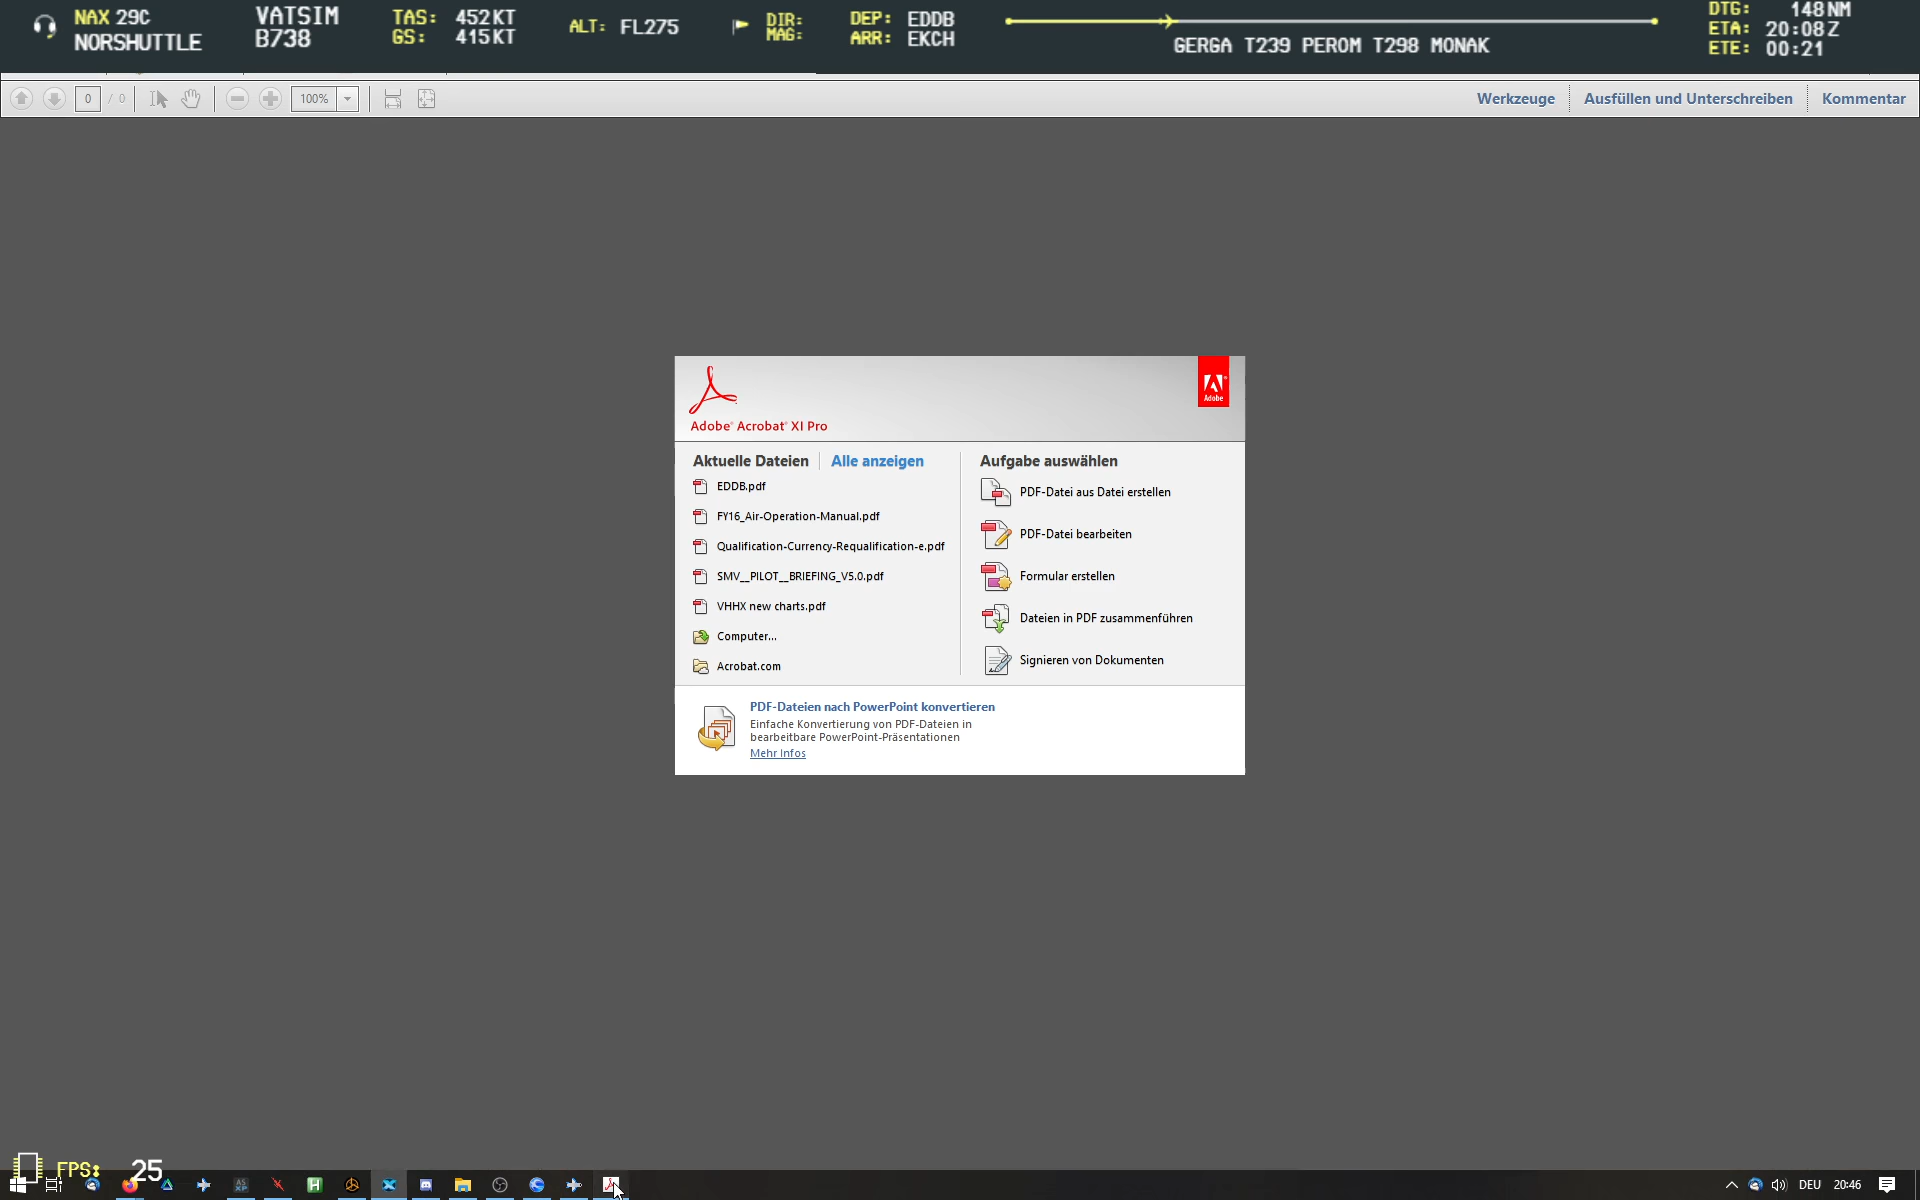 NAX 29C
NORSHUTTLE
VATSIM
B738
TAS: 452KT
GS: 415KT
ALT: FL275
DIR:
MAG:
DEP: EDDB
ARR: EKCH
GERGA T239 PEROM T298 MONAK
DTG: 148NM
ETA: 20:08Z
ETE: 00:21
0 / 0
100%
Werkzeuge
Ausfüllen und Unterschreiben
Kommentar
Adobe
Adobe® Acrobat® XI Pro
Aktuelle Dateien
Alle anzeigen
EDDB.pdf
FY16_Air-Operation-Manual.pdf
Qualification-Currency-Requalification-e.pdf
SMV__PILOT__BRIEFING_V5.0.pdf
VHHX new charts.pdf
Computer...
Acrobat.com
Aufgabe auswählen
PDF-Datei aus Datei erstellen
PDF-Datei bearbeiten
Formular erstellen
Dateien in PDF zusammenführen
Signieren von Dokumenten
PDF-Dateien nach PowerPoint konvertieren
Einfache Konvertierung von PDF-Dateien in
bearbeitbare PowerPoint-Präsentationen
Mehr Infos
FPS: 25
AS
XP
H
DEU
20:46